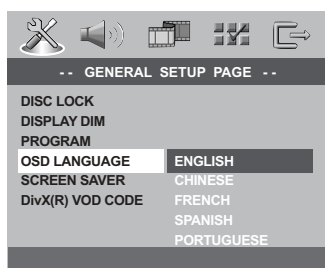 -- GENERAL SETUP PAGE --
DISC LOCK
DISPLAY DIM
PROGRAM
OSD LANGUAGE ENGLISH
SCREEN SAVER CHINESE
DivX(R) VOD CODE FRENCH
SPANISH
PORTUGUESE